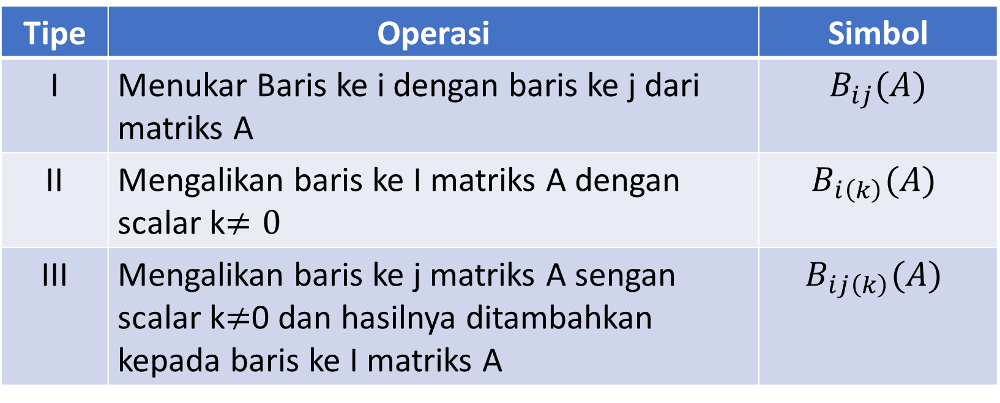 Tipe Operasi Simbol
I Menukar Baris ke i dengan baris ke j dari B_{ij}(A)
matriks A
II Mengalikan baris ke I matriks A dengan B_{i(k)}(A)
scalar k≠ 0
III Mengalikan baris ke j matriks A sengan B_{ij(k)}(A)
scalar k≠0 dan hasilnya ditambahkan
kepada baris ke I matriks A